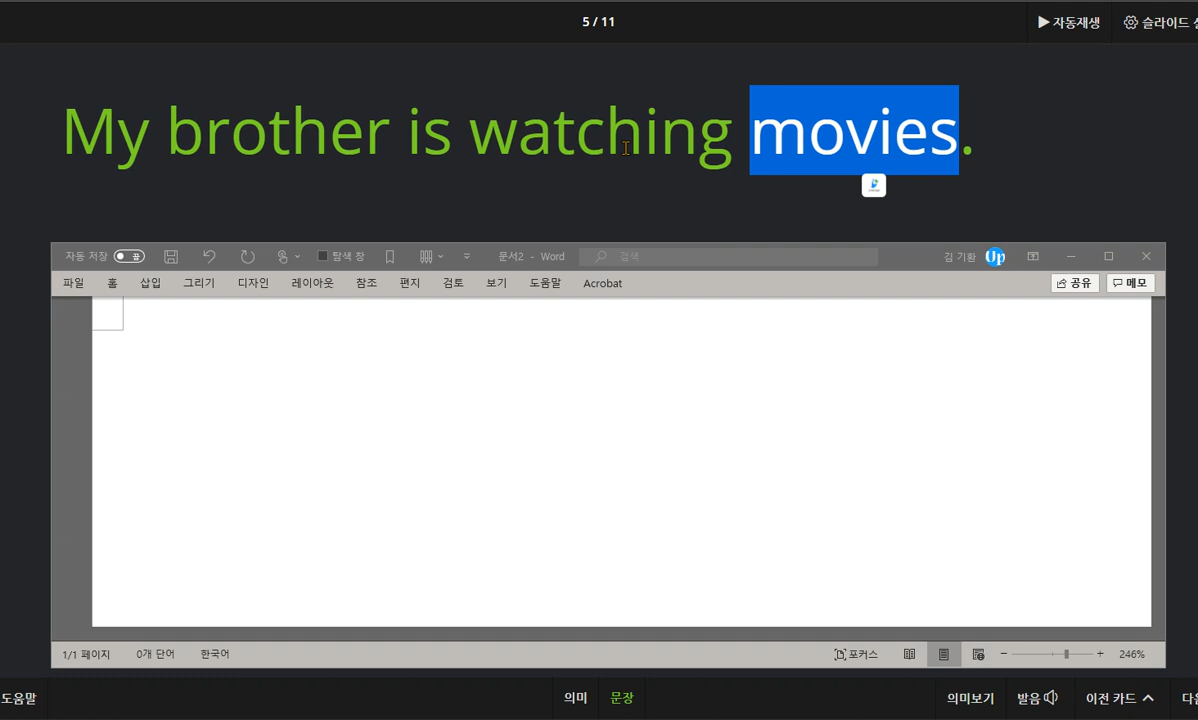 5 / 11
▶ 자동재생
슬라이드
My brother is watching movies.
자동 저장 끔
탐색 창
문서2 - Word
검색
김 기환
Up
파일 홈 삽입 그리기 디자인 레이아웃 참조 편지 검토 보기 도움말 Acrobat
공유
메모
1/1 페이지 0개 단어 한국어
포커스
− + 246%
도움말 의미 문장 의미보기 발음 이전 카드